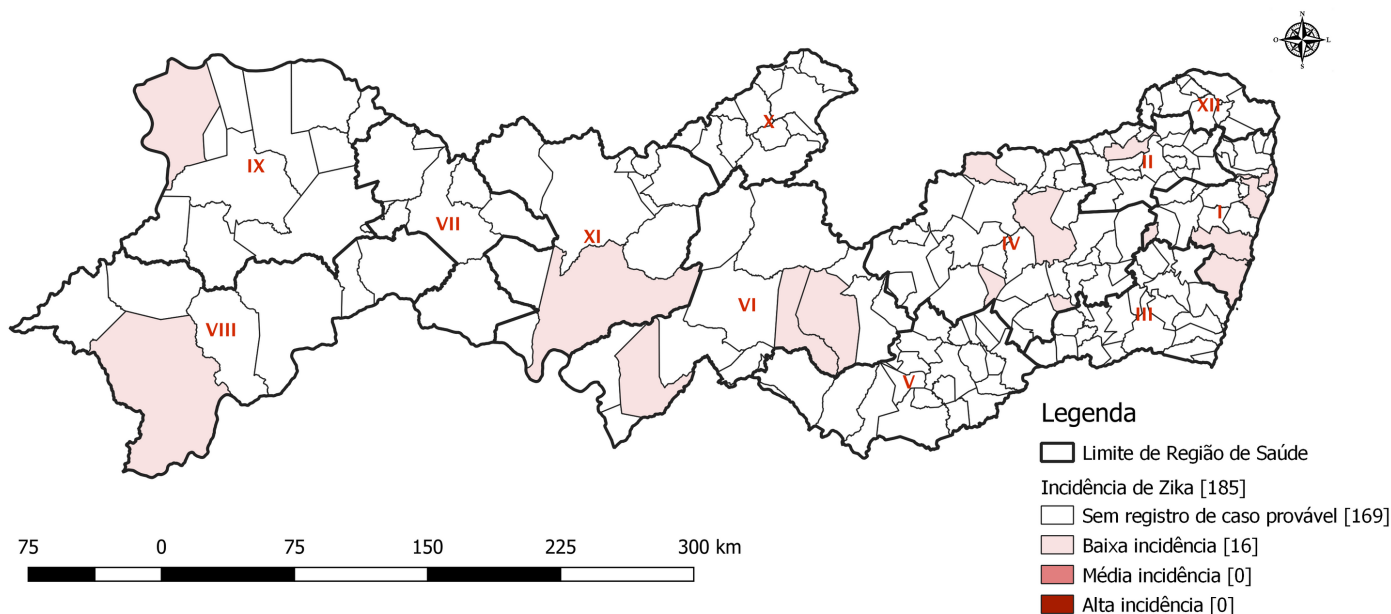 N
O
L
S
XII
X
II
IX
I
VII
XI
IV
VI
VIII
III
V
Legenda
Limite de Região de Saúde
Incidência de Zika [185]
Sem registro de caso provável [169]
Baixa incidência [16]
Média incidência [0]
Alta incidência [0]
75 0 75 150 225 300 km